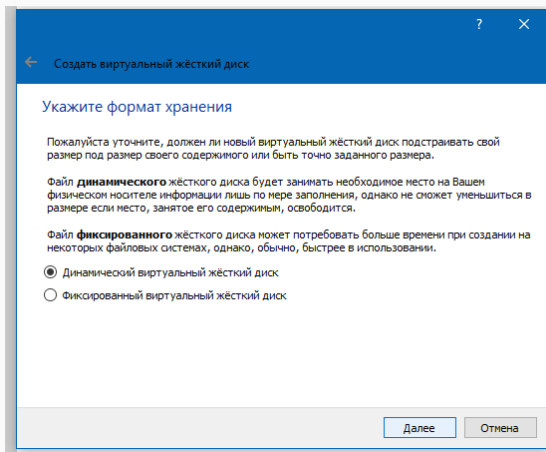 ?
Создать виртуальный жёсткий диск
Укажите формат хранения
Пожалуйста уточните, должен ли новый виртуальный жёсткий диск подстраивать свой
размер под размер своего содержимого или быть точно заданного размера.
Файл динамического жёсткого диска будет занимать необходимое место на Вашем
физическом носителе информации лишь по мере заполнения, однако не сможет уменьшиться в
размере если место, занятое его содержимым, освободится.
Файл фиксированного жёсткого диска может потребовать больше времени при создании на
некоторых файловых системах, однако, обычно, быстрее в использовании.
Динамический виртуальный жёсткий диск
Фиксированный виртуальный жёсткий диск
Далее Отмена